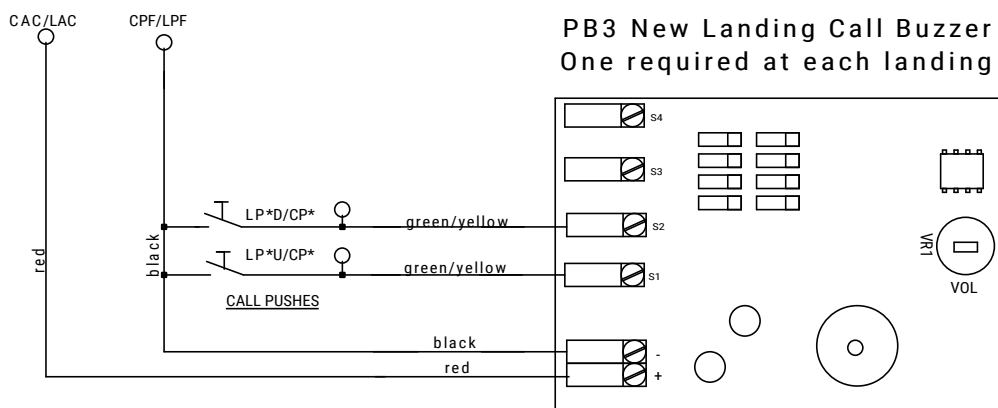 CAC/LAC
CPF/LPF
PB3 New Landing Call Buzzer
One required at each landing
S4
S3
LP*D/CP*
green/yellow
S2
LP*U/CP*
green/yellow
S1
red
black
CALL PUSHES
VR1
VOL
black
-
red
+